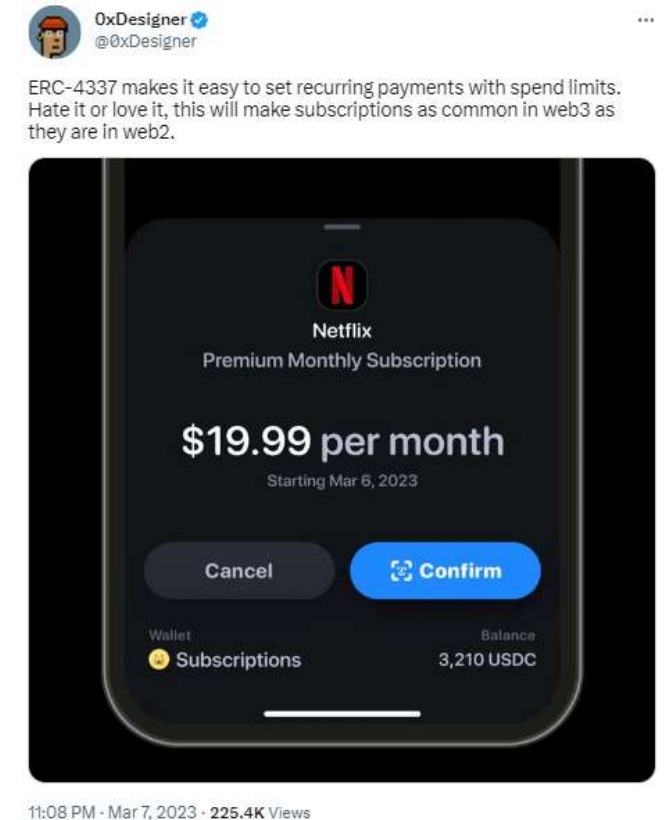 0xDesigner
@0xDesigner
ERC-4337 makes it easy to set recurring payments with spend limits.
Hate it or love it, this will make subscriptions as common in web3 as
they are in web2.
N
Netflix
Premium Monthly Subscription
$19.99 per month
Starting Mar 6, 2023
Cancel
Confirm
Wallet
Balance
Subscriptions
3,210 USDC
11:08 PM · Mar 7, 2023 · 225.4K Views